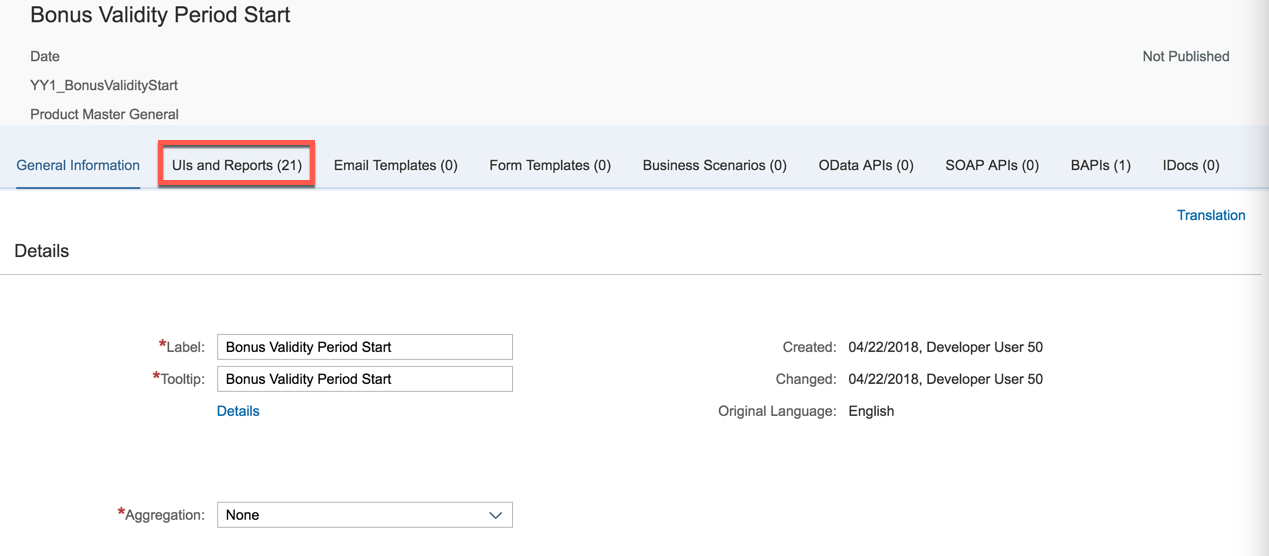 Bonus Validity Period Start
Date
Not Published
YY1_BonusValidityStart
Product Master General
General Information UIs and Reports (21) Email Templates (0) Form Templates (0) Business Scenarios (0) OData APIs (0) SOAP APIs (0) BAPIs (1) IDocs (0)
Translation
Details
*Label: Bonus Validity Period Start
Created: 04/22/2018, Developer User 50
*Tooltip: Bonus Validity Period Start
Changed: 04/22/2018, Developer User 50
Details
Original Language: English
*Aggregation: None